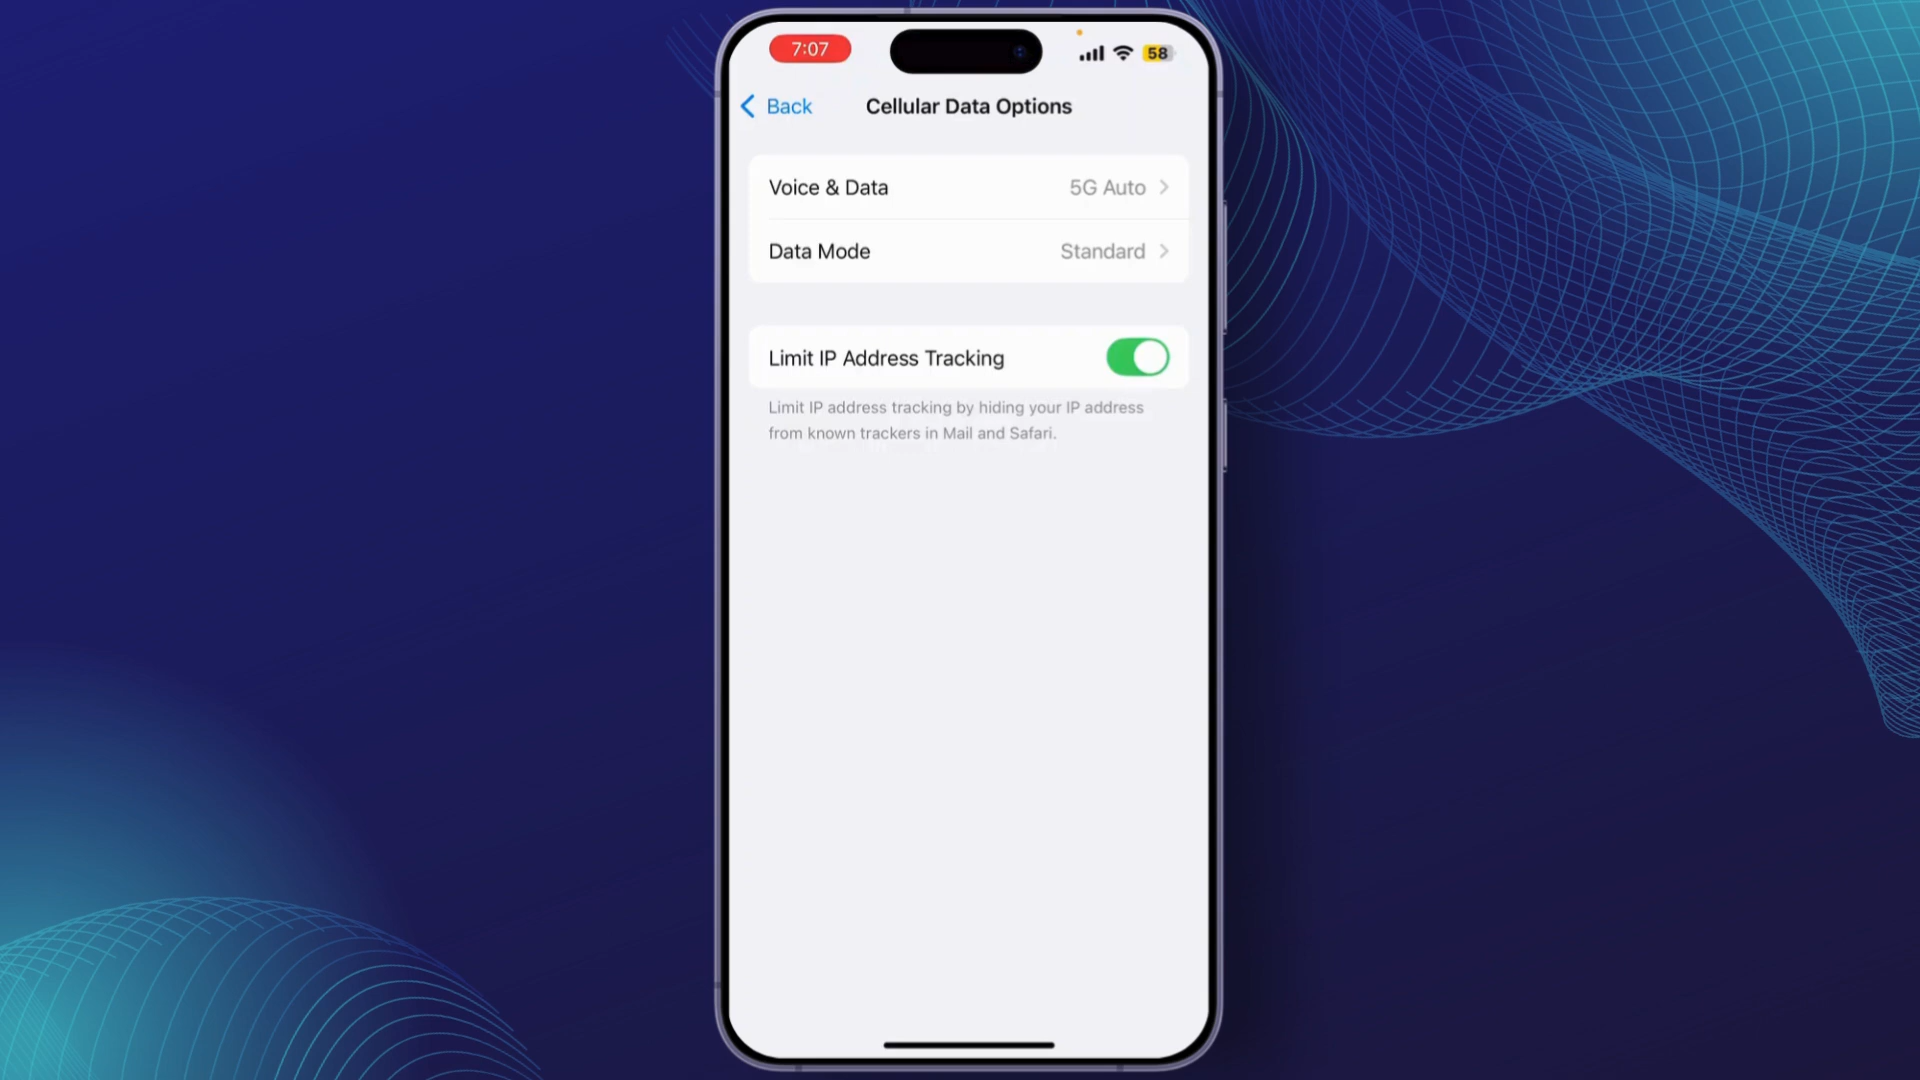 7:07
58
Back
Cellular Data Options
Voice & Data 5G Auto
Data Mode Standard
Limit IP Address Tracking
Limit IP address tracking by hiding your IP address
from known trackers in Mail and Safari.